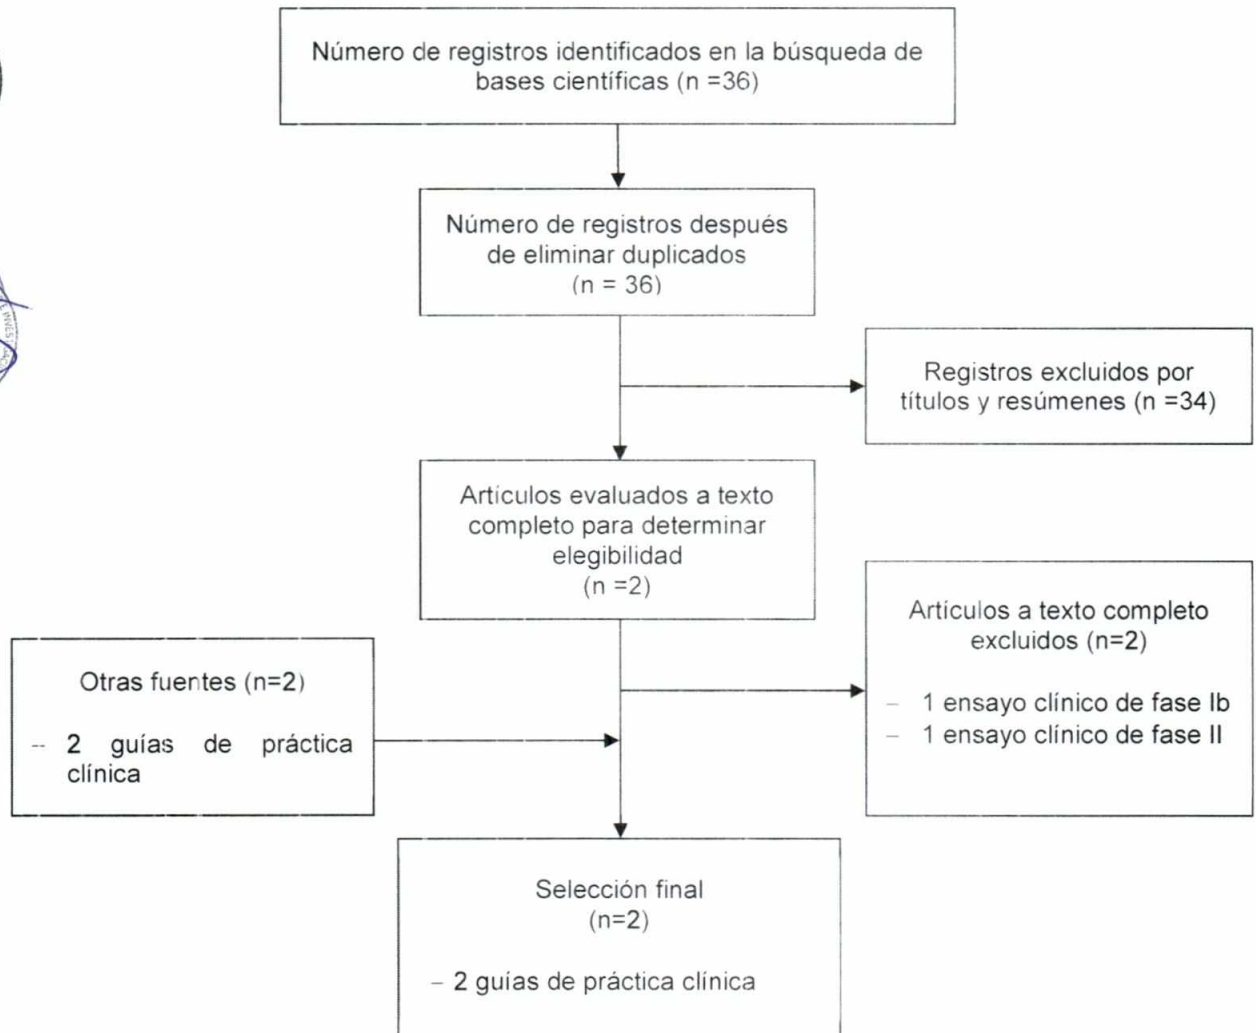 Número de registros identificados en la búsqueda de
bases científicas (n =36)
Número de registros después
de eliminar duplicados
(n = 36)
Registros excluidos por
títulos y resúmenes (n =34)
Artículos evaluados a texto
completo para determinar
elegibilidad
(n =2)
Artículos a texto completo
excluidos (n=2)
– 1 ensayo clínico de fase Ib
– 1 ensayo clínico de fase II
Otras fuentes (n=2)
– 2 guías de práctica
clínica
Selección final
(n=2)
– 2 guías de práctica clínica